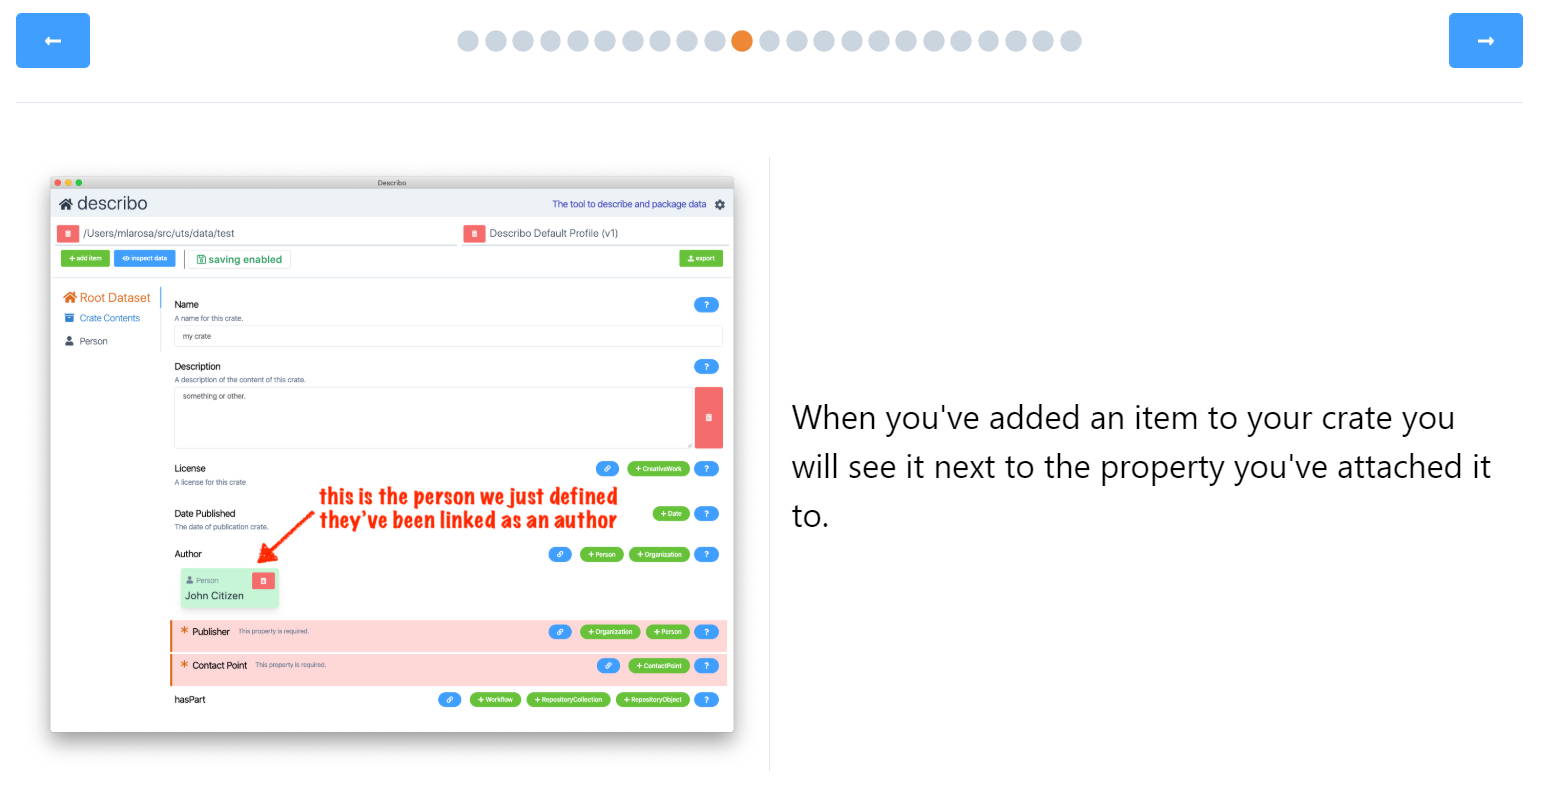 Describo
describo
The tool to describe and package data
/Users/mlarosa/src/uts/data/test
Describo Default Profile (v1)
+ add item
inspect data
saving enabled
export
Root Dataset
Crate Contents
Person
Name
?
A name for this crate.
my crate
Description
?
A description of the content of this crate.
something or other.
License
+ CreativeWork
?
A license for this crate
this is the person we just defined
they've been linked as an author
Date Published
+ Date
?
The date of publication crate.
Author
+ Person
+ Organization
?
Person
John Citizen
* Publisher This property is required.
+ Organization
+ Person
?
* Contact Point This property is required.
+ ContactPoint
?
hasPart
+ Workflow
+ RepositoryCollection
+ RepositoryObject
?
When you've added an item to your crate you
will see it next to the property you've attached it
to.